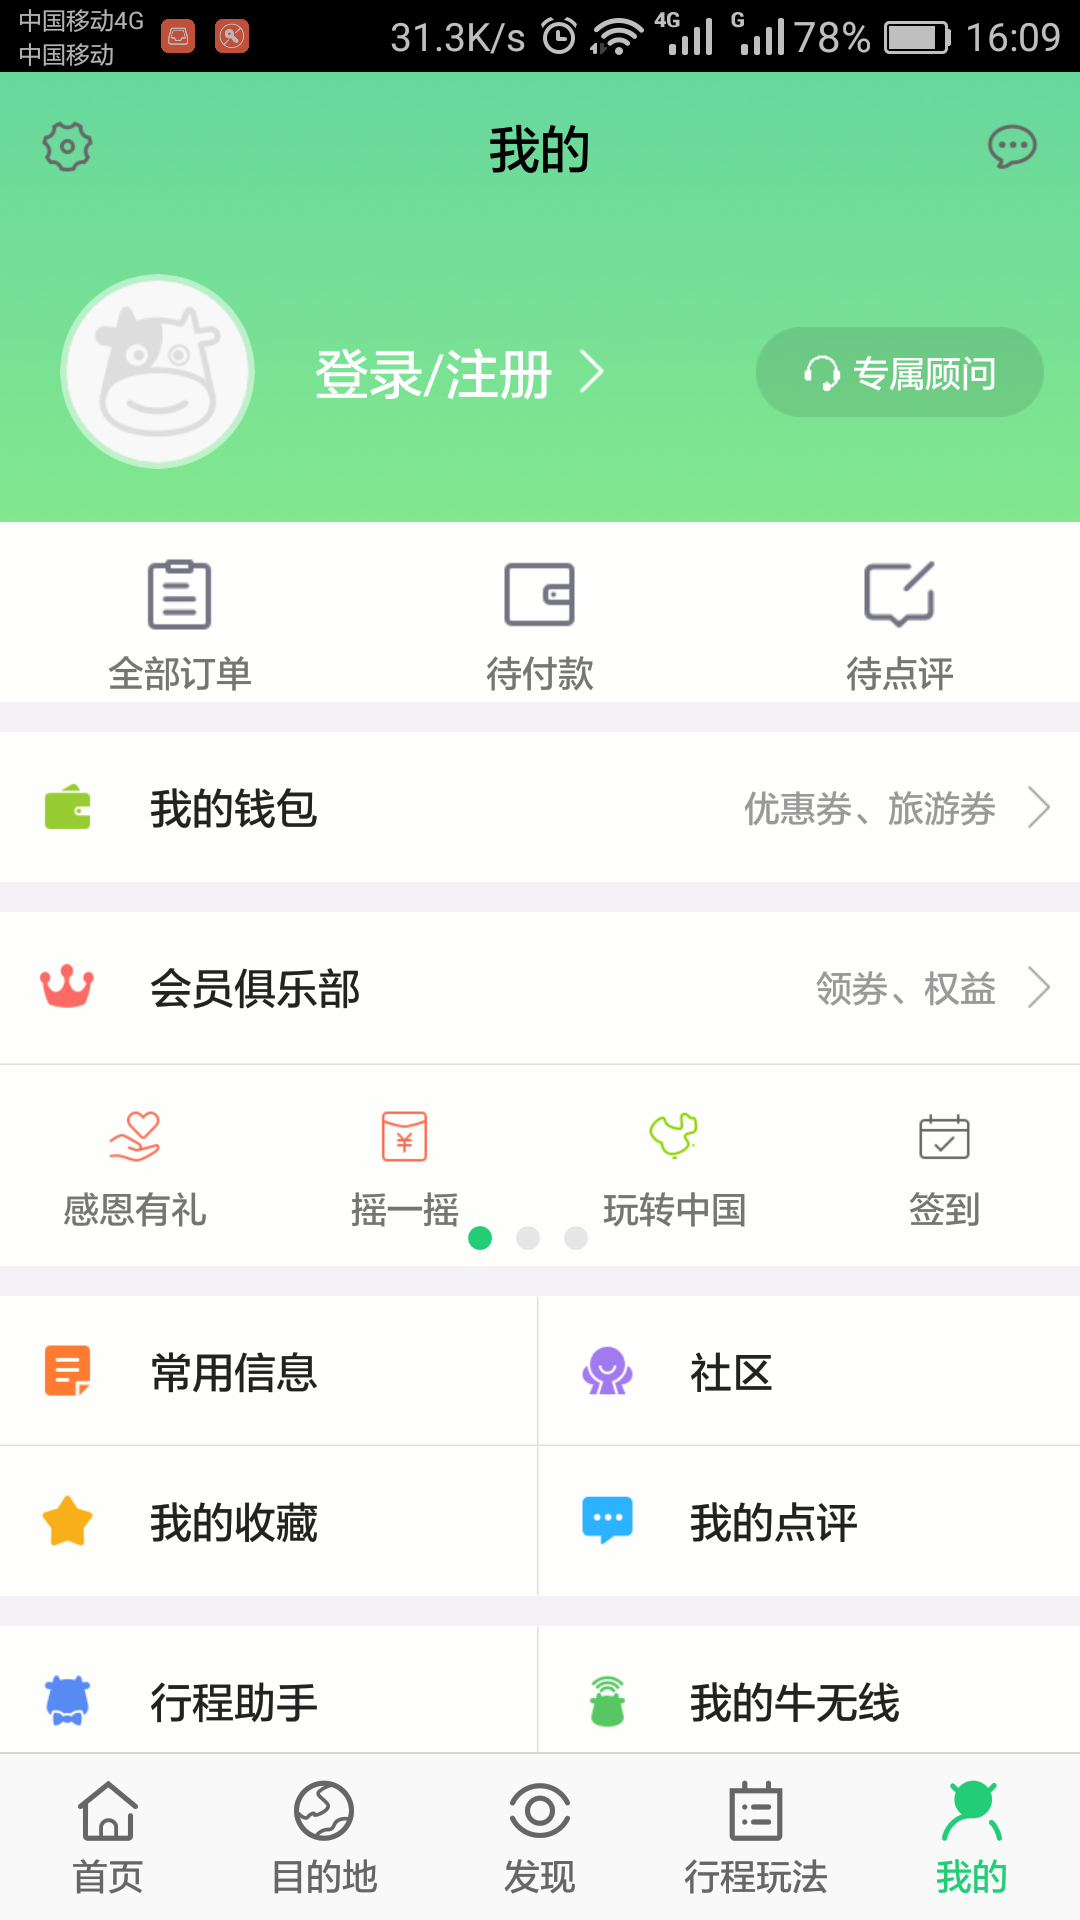 中国移动4G
中国移动
31.3K/s 4G G 78% 16:09
我的
登录/注册
专属顾问
全部订单 待付款 待点评
我的钱包 优惠券、旅游券
会员俱乐部 领券、权益
感恩有礼 摇一摇 玩转中国 签到
常用信息 社区
我的收藏 我的点评
行程助手 我的牛无线
首页 目的地 发现 行程玩法 我的